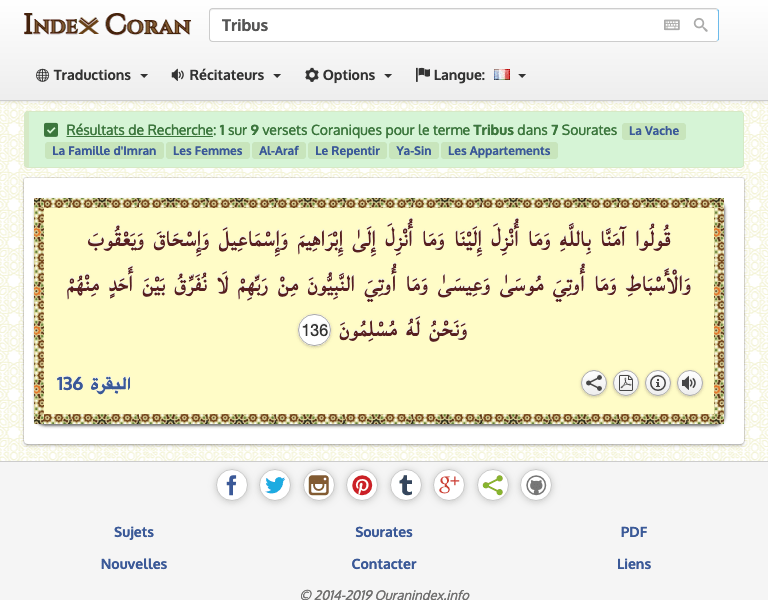 Index Coran
Tribus
Traductions Récitateurs Options Langue:
Résultats de Recherche: 1 sur 9 versets Coraniques pour le terme Tribus dans 7 Sourates La Vache
La Famille d'Imran Les Femmes Al-Araf Le Repentir Ya-Sin Les Appartements
قُولُوا آمَنَّا بِاللَّهِ وَمَا أُنْزِلَ إِلَيْنَا وَمَا أُنْزِلَ إِلَىٰ إِبْرَاهِيمَ وَإِسْمَاعِيلَ وَإِسْحَاقَ وَيَعْقُوبَ
وَالْأَسْبَاطِ وَمَا أُوتِيَ مُوسَىٰ وَعِيسَىٰ وَمَا أُوتِيَ النَّبِيُّونَ مِنْ رَبِّهِمْ لَا نُفَرِّقُ بَيْنَ أَحَدٍ مِنْهُمْ
وَنَحْنُ لَهُ مُسْلِمُونَ 136
البقرة 136
Sujets Sourates PDF
Nouvelles Contacter Liens
© 2014-2019 Quranindex.info